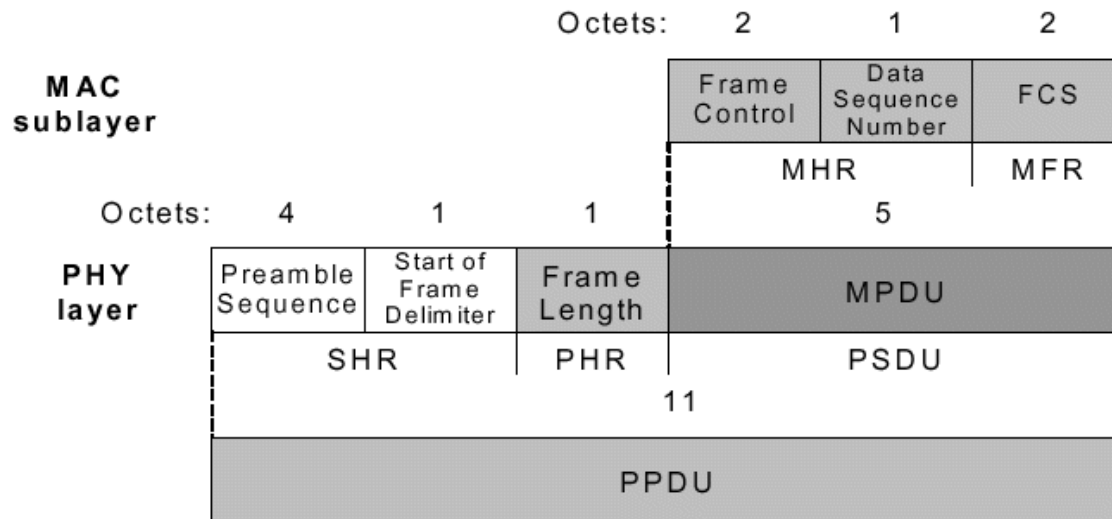 Octets: 2 1 2
MAC
sublayer
Frame
Control
Data
Sequence
Number
FCS
MHR MFR
Octets: 4 1 1 5
PHY
layer
Preamble
Sequence
Start of
Frame
Delimiter
Frame
Length
MPDU
SHR PHR PSDU
11
PPDU